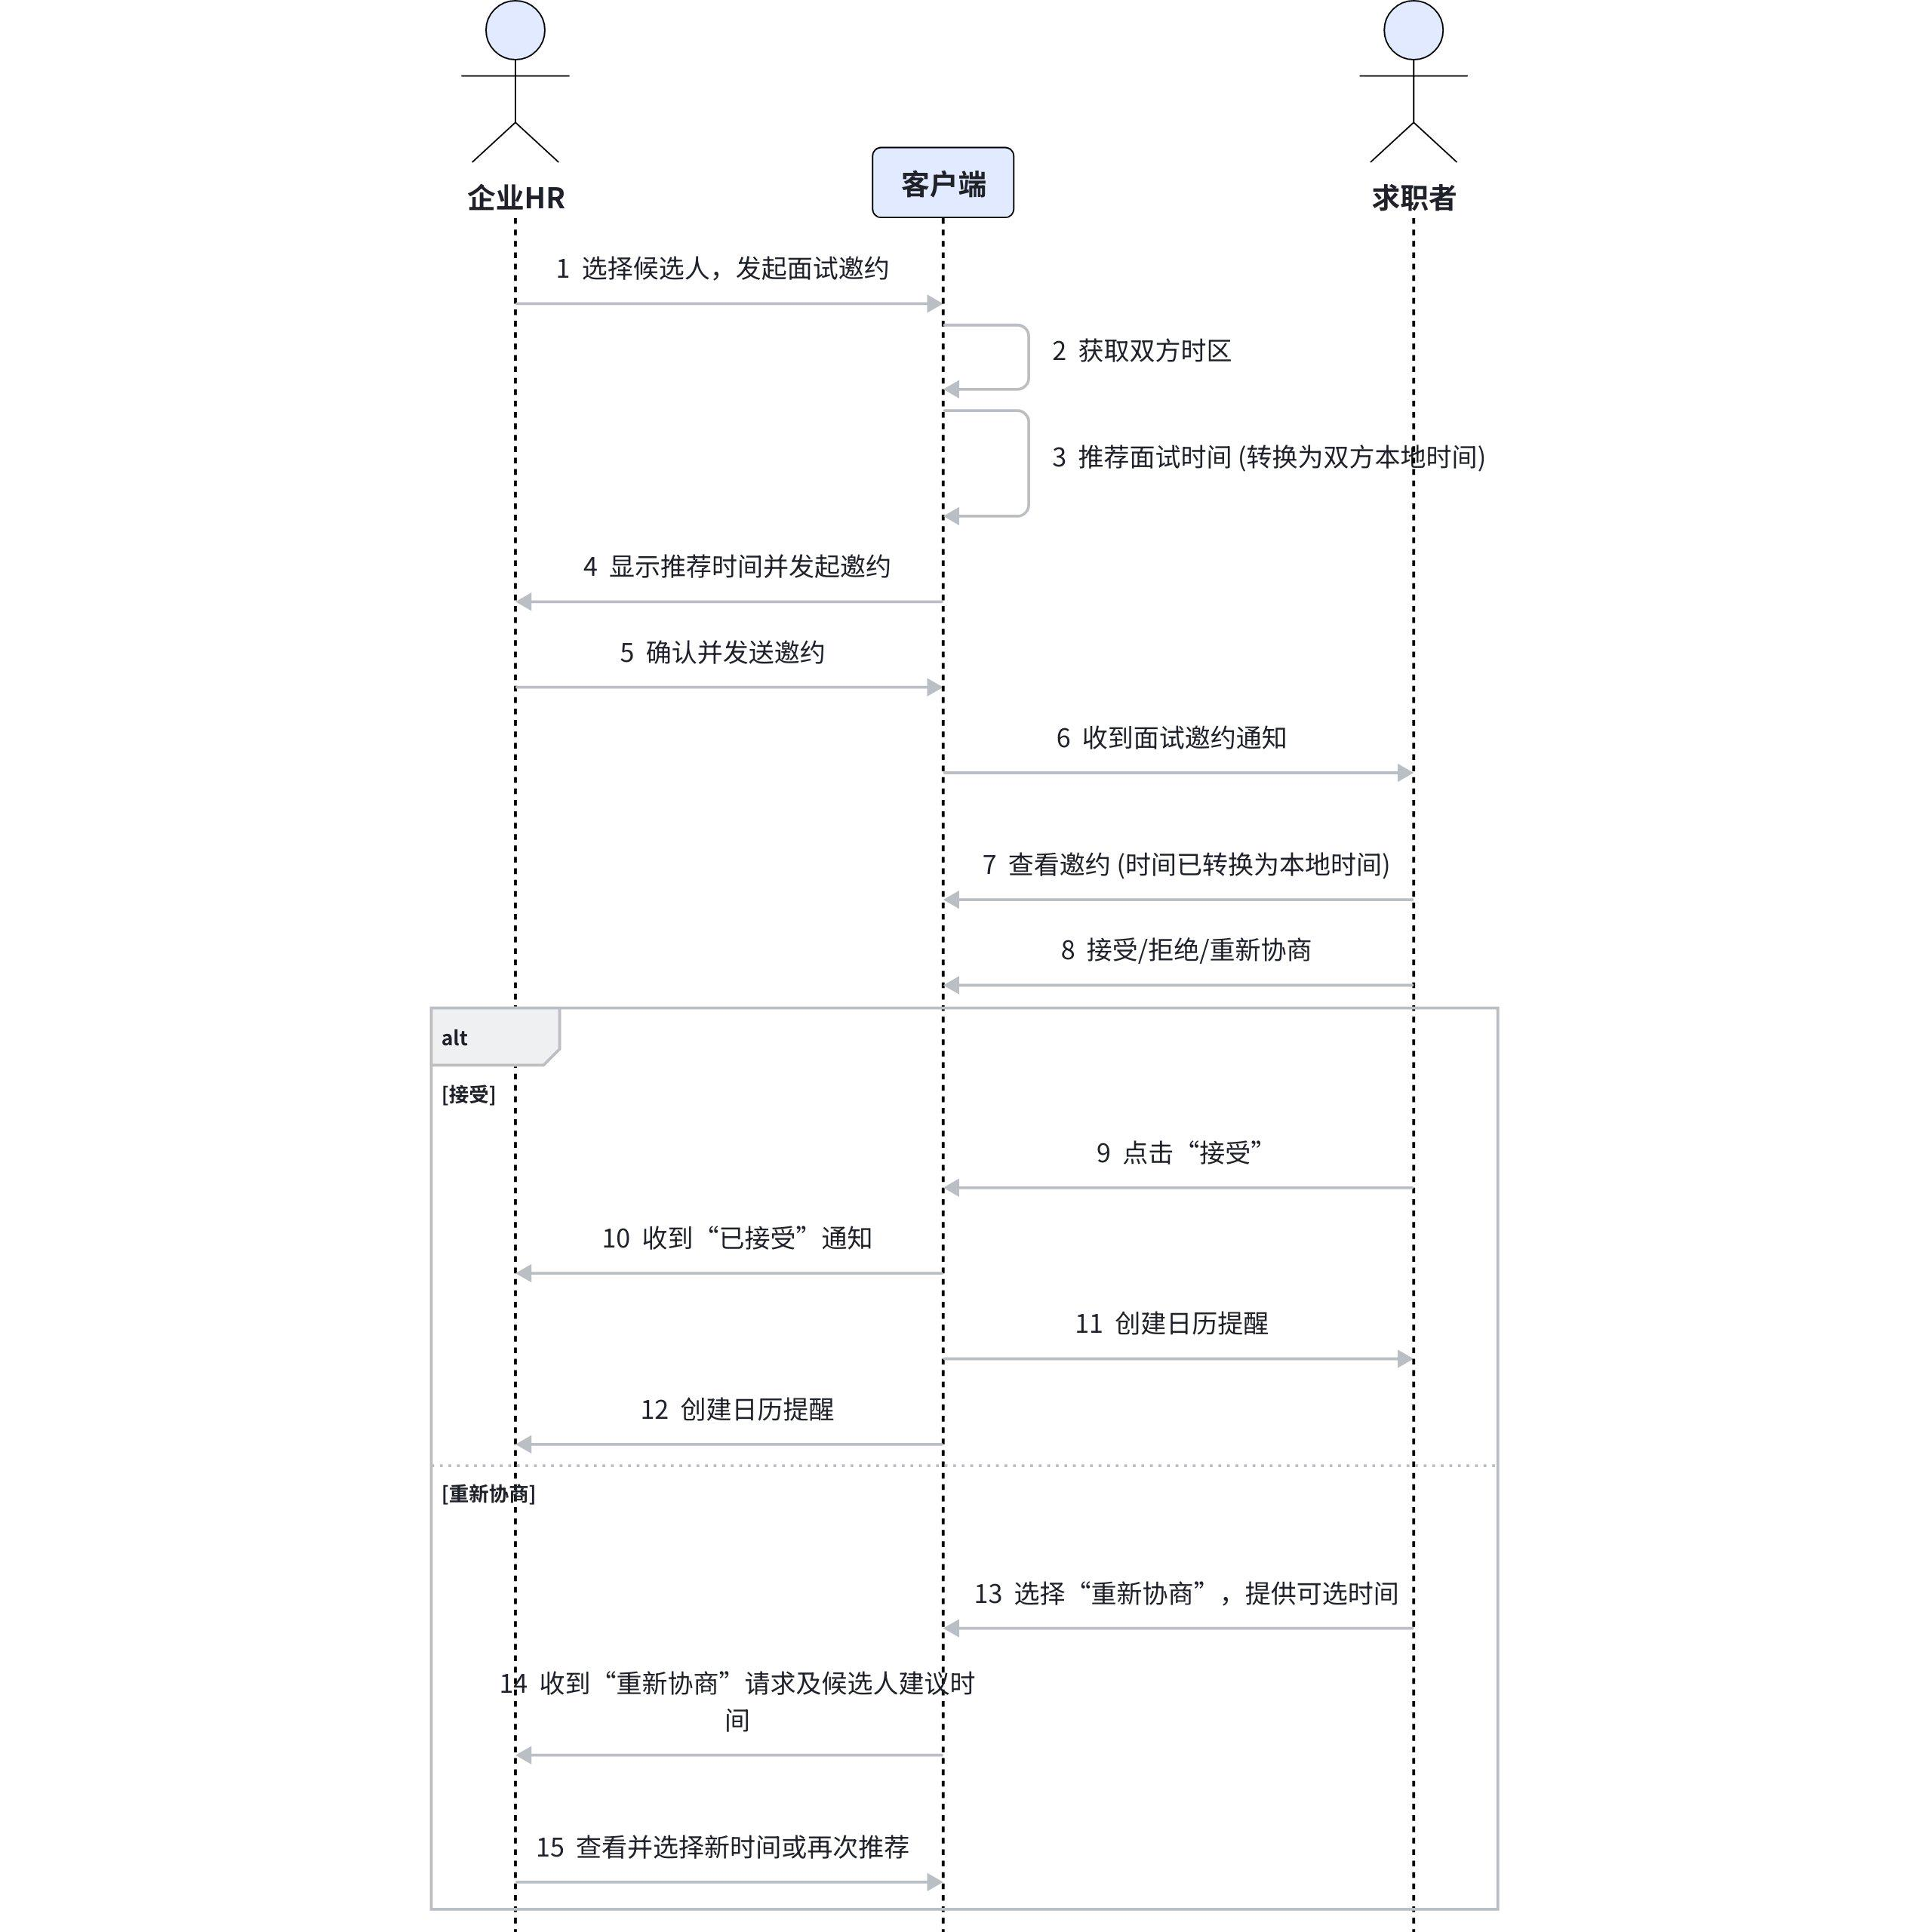 企业HR
客户端
求职者
1 选择候选人，发起面试邀约
2 获取双方时区
3 推荐面试时间 (转换为双方本地时间)
4 显示推荐时间并发起邀约
5 确认并发送邀约
6 收到面试邀约通知
7 查看邀约 (时间已转换为本地时间)
8 接受/拒绝/重新协商
alt
[接受]
9 点击“接受”
10 收到“已接受”通知
11 创建日历提醒
12 创建日历提醒
[重新协商]
13 选择“重新协商”，提供可选时间
14 收到“重新协商”请求及候选人建议时
间
15 查看并选择新时间或再次推荐